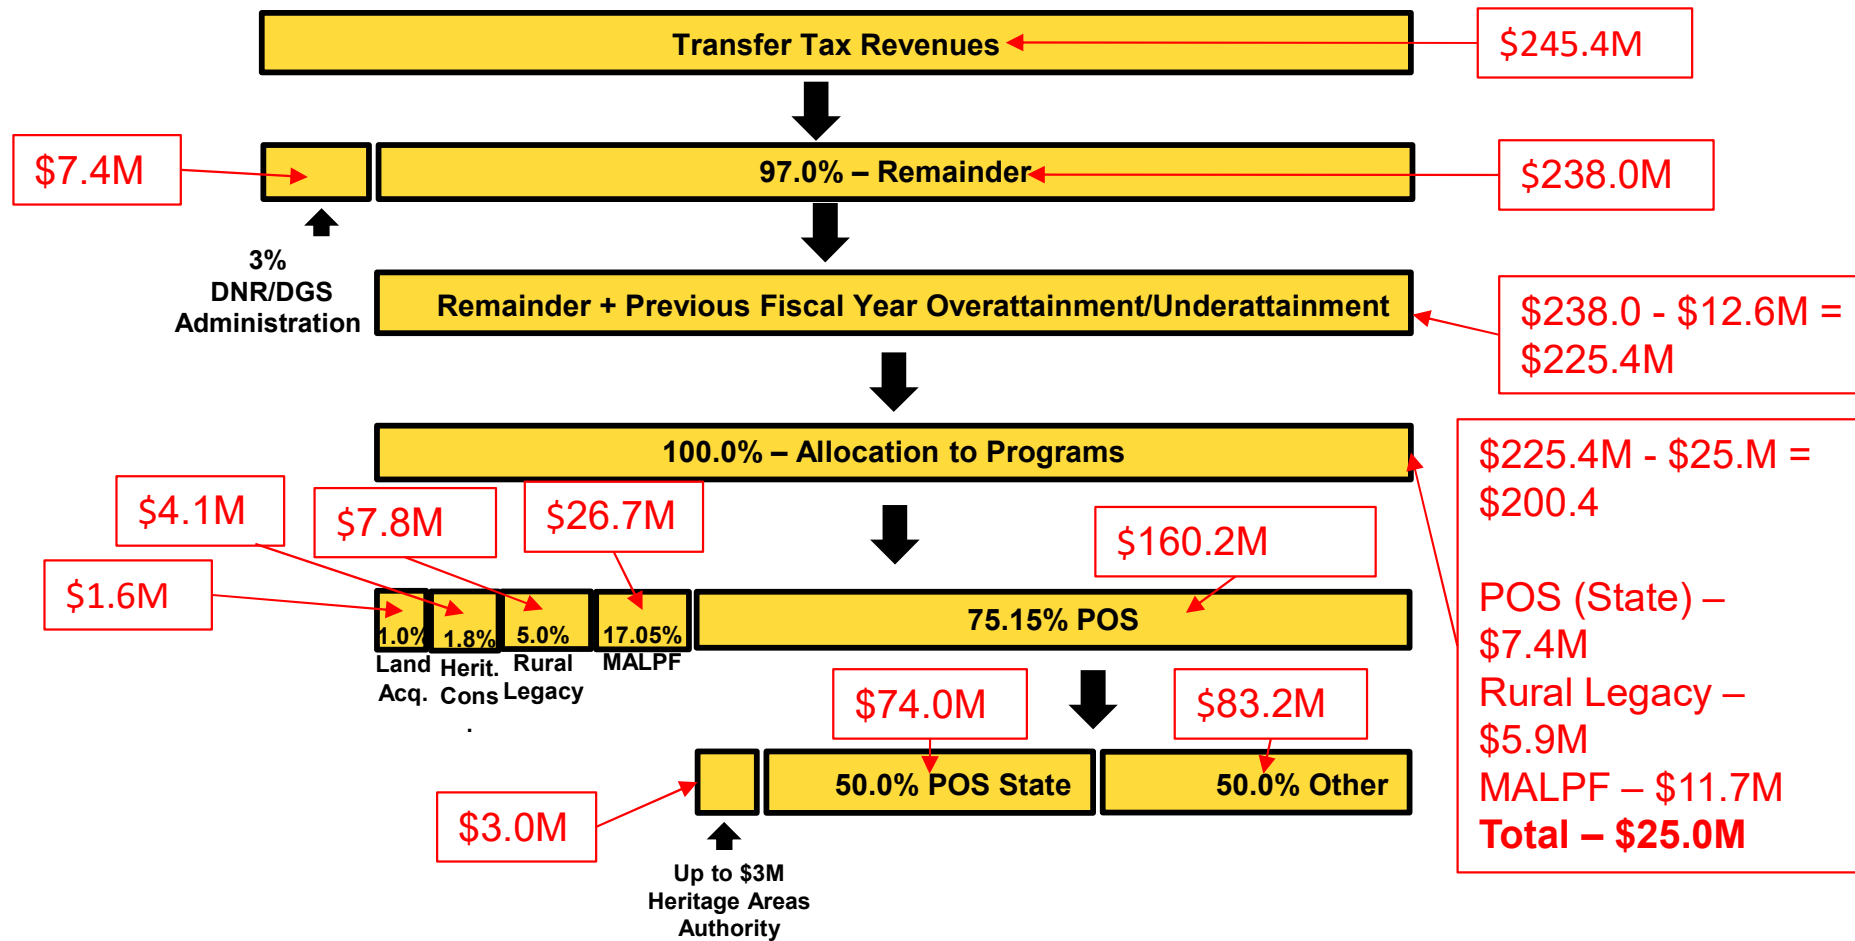 Transfer Tax Revenues
$245.4M
$7.4M
97.0% – Remainder
$238.0M
3%
DNR/DGS
Administration
Remainder + Previous Fiscal Year Overattainment/Underattainment
$238.0 - $12.6M =
$225.4M
100.0% – Allocation to Programs
$225.4M - $25.M =
$200.4
POS (State) –
$7.4M
Rural Legacy –
$5.9M
MALPF – $11.7M
Total – $25.0M
$4.1M
$7.8M
$26.7M
$160.2M
$1.6M
1.0%
Land
Acq.
1.8%
Herit.
Cons
.
5.0%
Rural
Legacy
17.05%
MALPF
75.15% POS
$74.0M
$83.2M
50.0% POS State
50.0% Other
$3.0M
Up to $3M
Heritage Areas
Authority